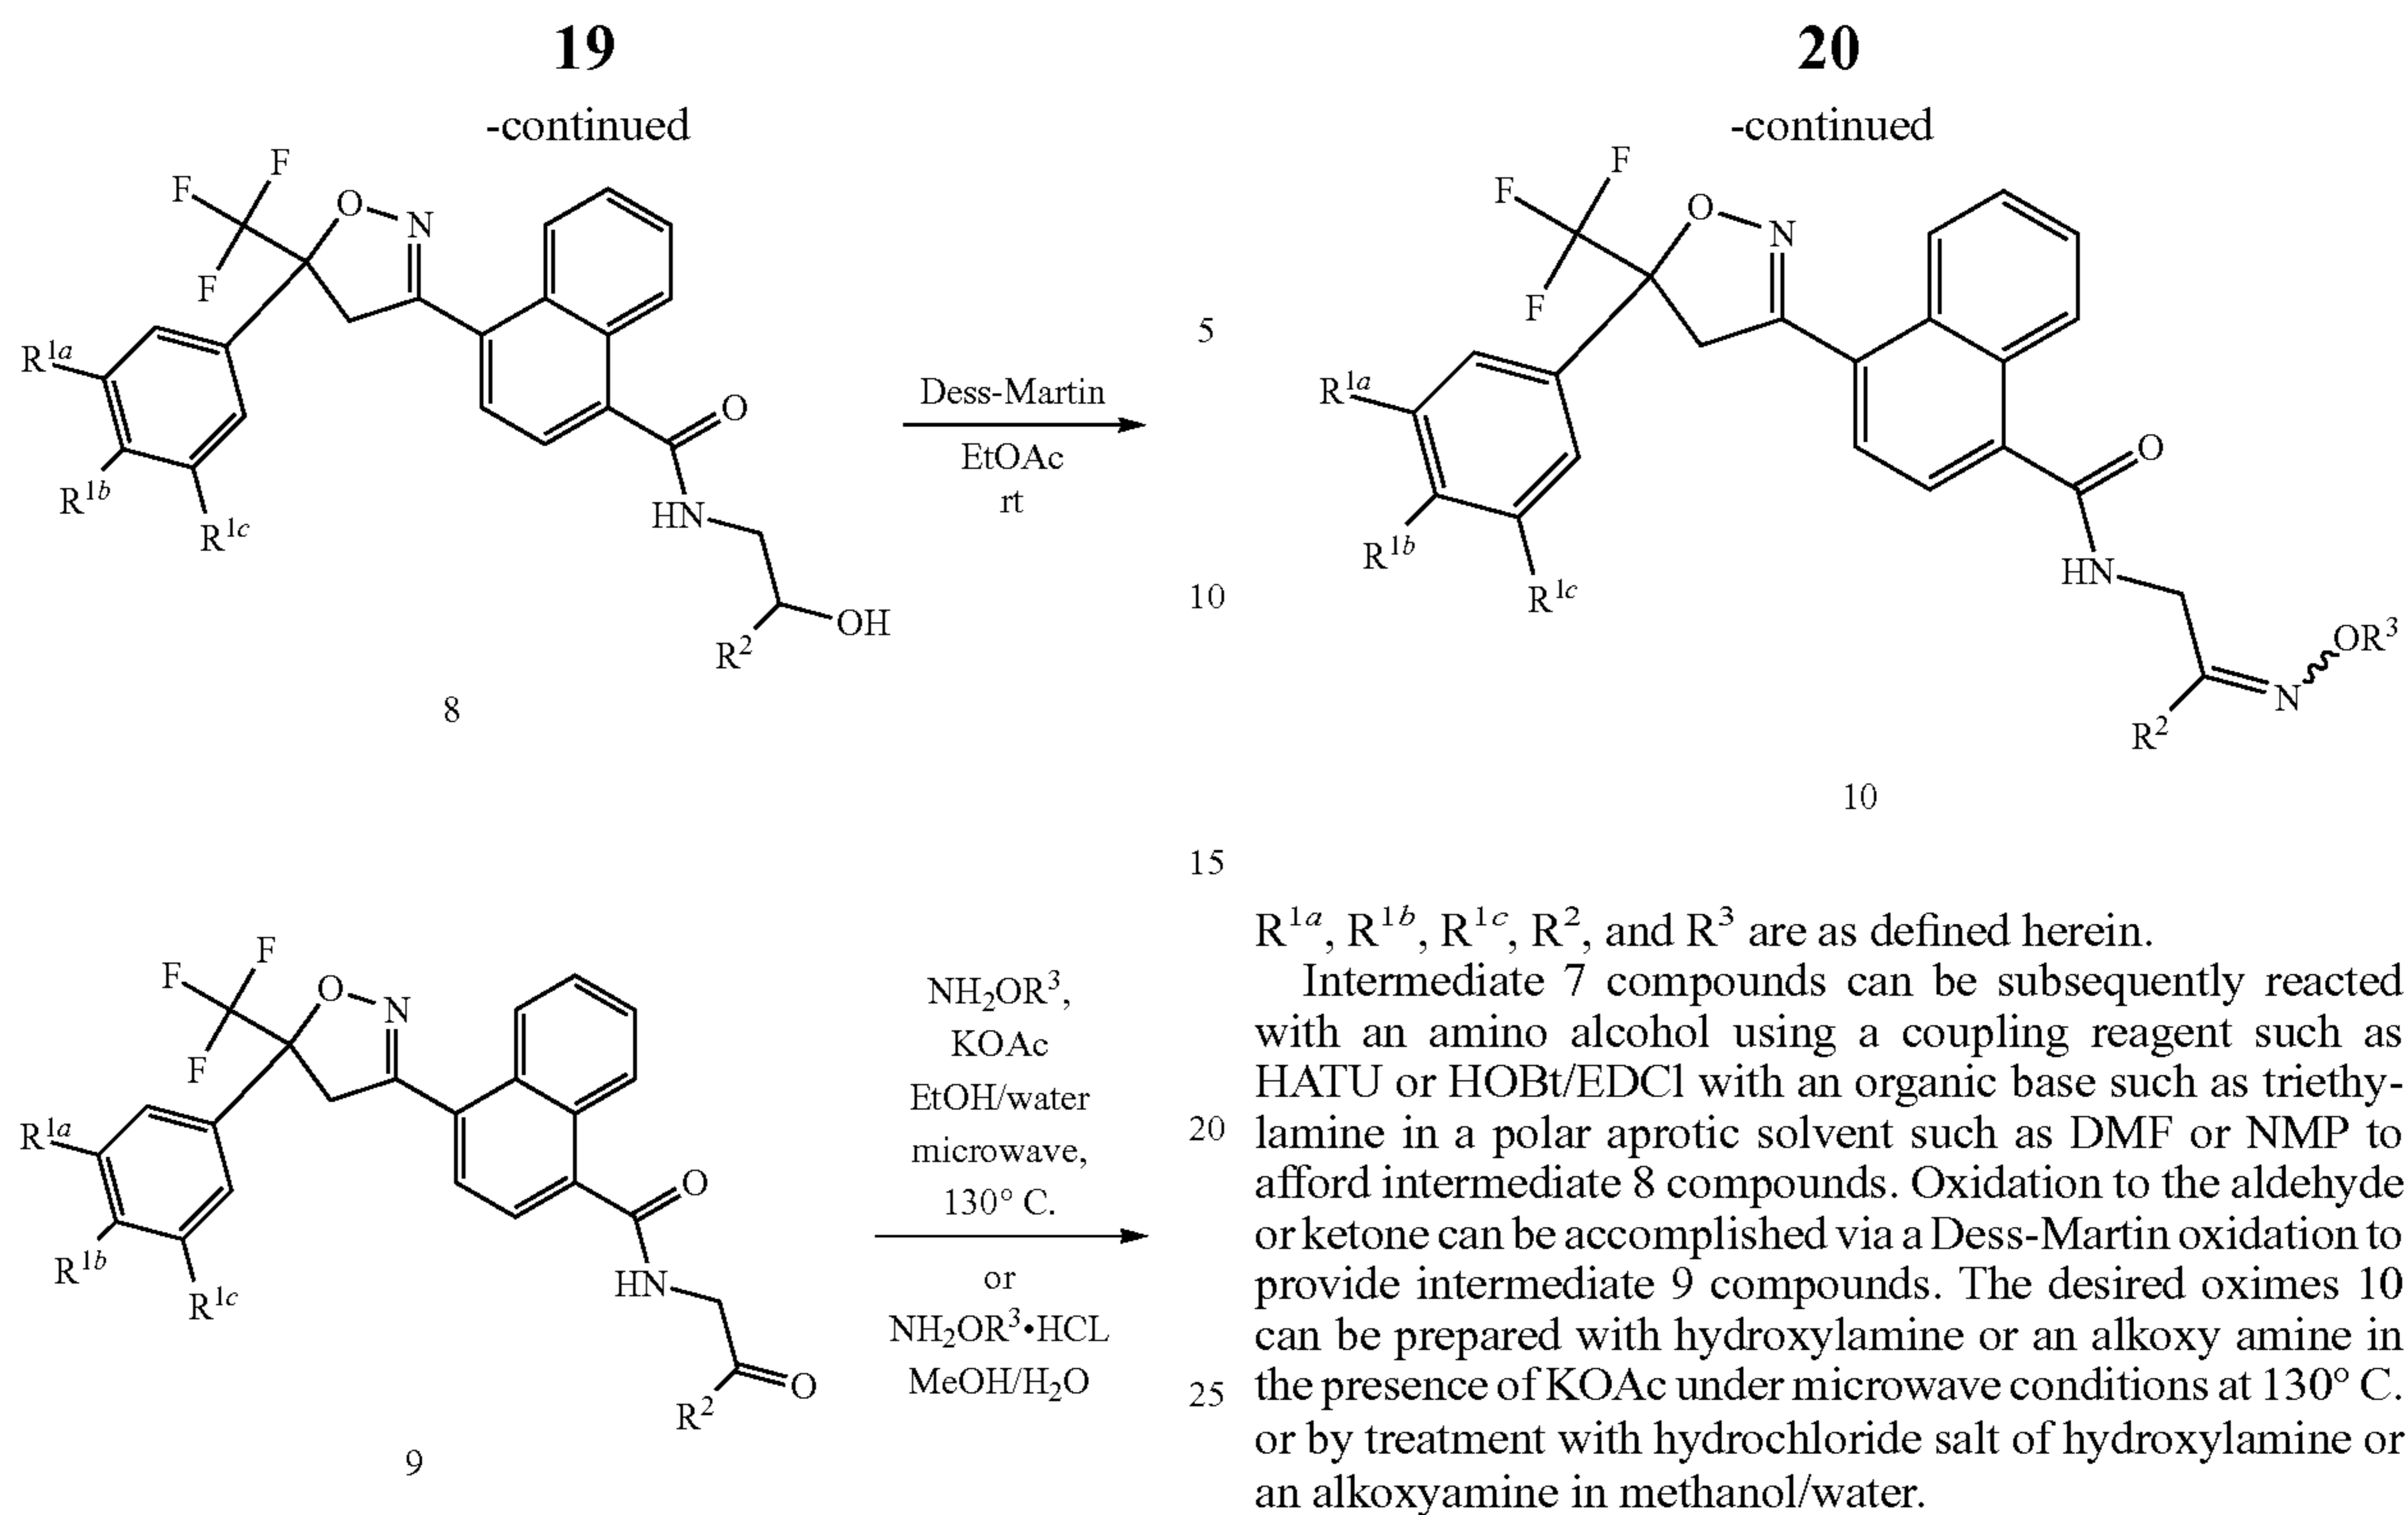 19
-continued
F
F
F
O
N
R1a
R1b
R1c
O
HN
OH
R2
8
Dess-Martin
EtOAc
rt
F
F
F
O
N
R1a
R1b
R1c
O
HN
O
R2
9
NH2OR3,
KOAc
EtOH/water
microwave,
130° C.
or
NH2OR3•HCL
MeOH/H2O
20
-continued
F
F
F
O
N
R1a
R1b
R1c
O
HN
OR3
N
R2
10
5
10
15
20
25
R1a, R1b, R1c, R2, and R3 are as defined herein.
Intermediate 7 compounds can be subsequently reacted
with an amino alcohol using a coupling reagent such as
HATU or HOBt/EDCl with an organic base such as triethy-
lamine in a polar aprotic solvent such as DMF or NMP to
afford intermediate 8 compounds. Oxidation to the aldehyde
or ketone can be accomplished via a Dess-Martin oxidation to
provide intermediate 9 compounds. The desired oximes 10
can be prepared with hydroxylamine or an alkoxy amine in
the presence of KOAc under microwave conditions at 130° C.
or by treatment with hydrochloride salt of hydroxylamine or
an alkoxyamine in methanol/water.